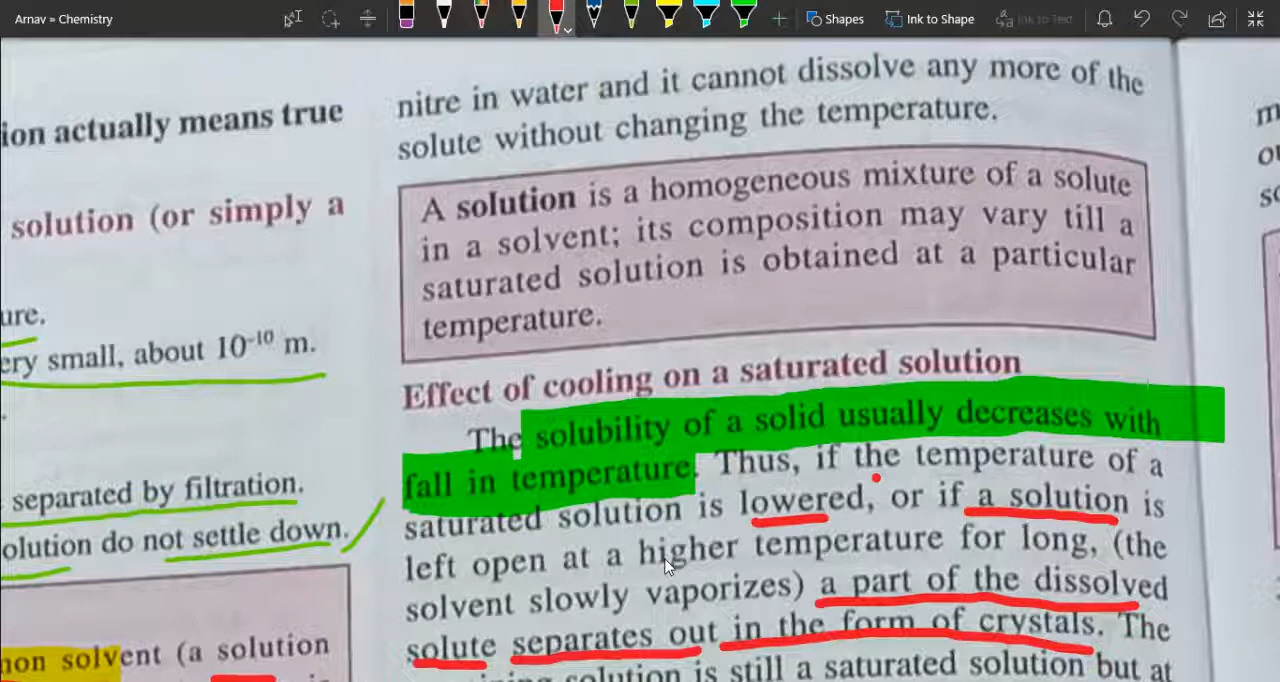 Arnav » Chemistry
Shapes
Ink to Shape
Ink to Text
ion actually means true
solution (or simply a
ure.
ery small, about 10⁻¹⁰ m.
separated by filtration.
olution do not settle down.
non solvent (a solution
nitre in water and it cannot dissolve any more of the
solute without changing the temperature.
A solution is a homogeneous mixture of a solute
in a solvent; its composition may vary till a
saturated solution is obtained at a particular
temperature.
Effect of cooling on a saturated solution
The solubility of a solid usually decreases with
fall in temperature. Thus, if the temperature of a
saturated solution is lowered, or if a solution is
left open at a higher temperature for long, (the
solvent slowly vaporizes) a part of the dissolved
solute separates out in the form of crystals. The
solution is still a saturated solution but at